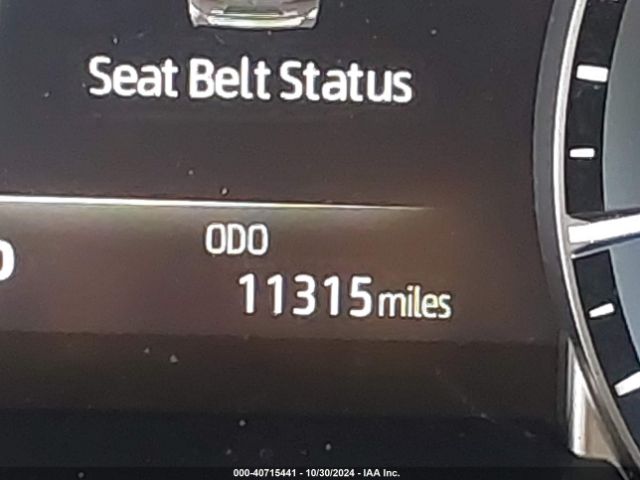 Seat Belt Status
ODO
11315 miles
000-40715441 - 10/30/2024 - IAA Inc.